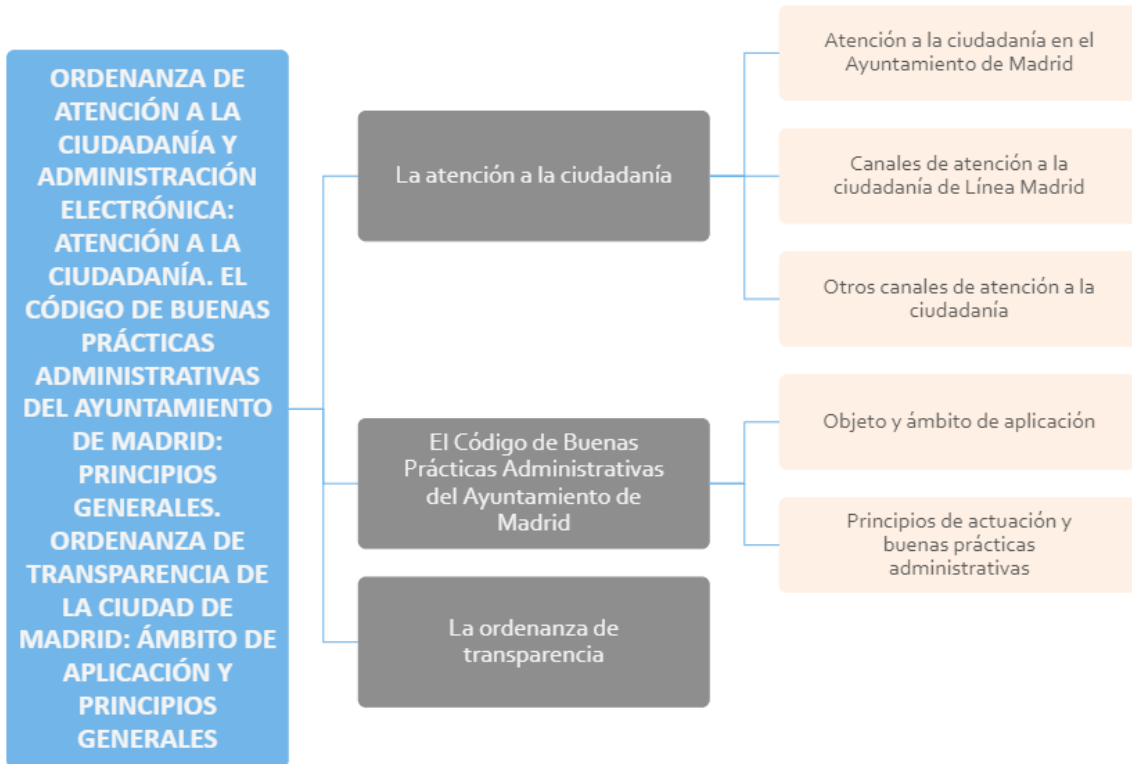 ORDENANZA DE
ATENCIÓN A LA
CIUDADANÍA Y
ADMINISTRACIÓN
ELECTRÓNICA:
ATENCIÓN A LA
CIUDADANÍA. EL
CÓDIGO DE BUENAS
PRÁCTICAS
ADMINISTRATIVAS
DEL AYUNTAMIENTO
DE MADRID:
PRINCIPIOS
GENERALES.
ORDENANZA DE
TRANSPARENCIA DE
LA CIUDAD DE
MADRID: ÁMBITO DE
APLICACIÓN Y
PRINCIPIOS
GENERALES
La atención a la ciudadanía
Atención a la ciudadanía en el
Ayuntamiento de Madrid
Canales de atención a la
ciudadanía de Línea Madrid
Otros canales de atención a la
ciudadanía
El Código de Buenas
Prácticas Administrativas
del Ayuntamiento de
Madrid
Objeto y ámbito de aplicación
Principios de actuación y
buenas prácticas
administrativas
La ordenanza de
transparencia